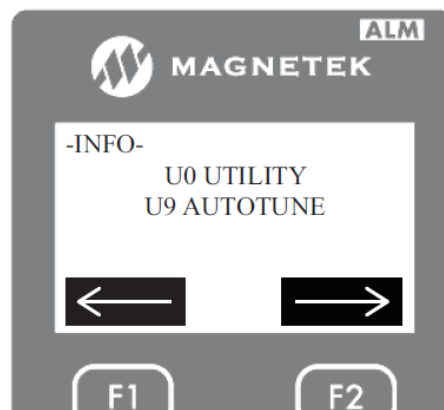 ALM
MAGNETEK
-INFO-
U0 UTILITY
U9 AUTOTUNE
F1
F2